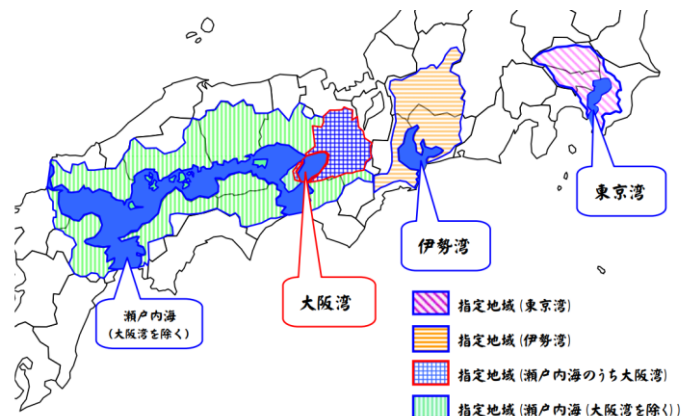 東京湾
伊勢湾
大阪湾
瀬戸内海
(大阪湾を除く)
指定地域(東京湾)
指定地域(伊勢湾)
指定地域(瀬戸内海のうち大阪湾)
指定地域(瀬戸内海(大阪湾を除く))